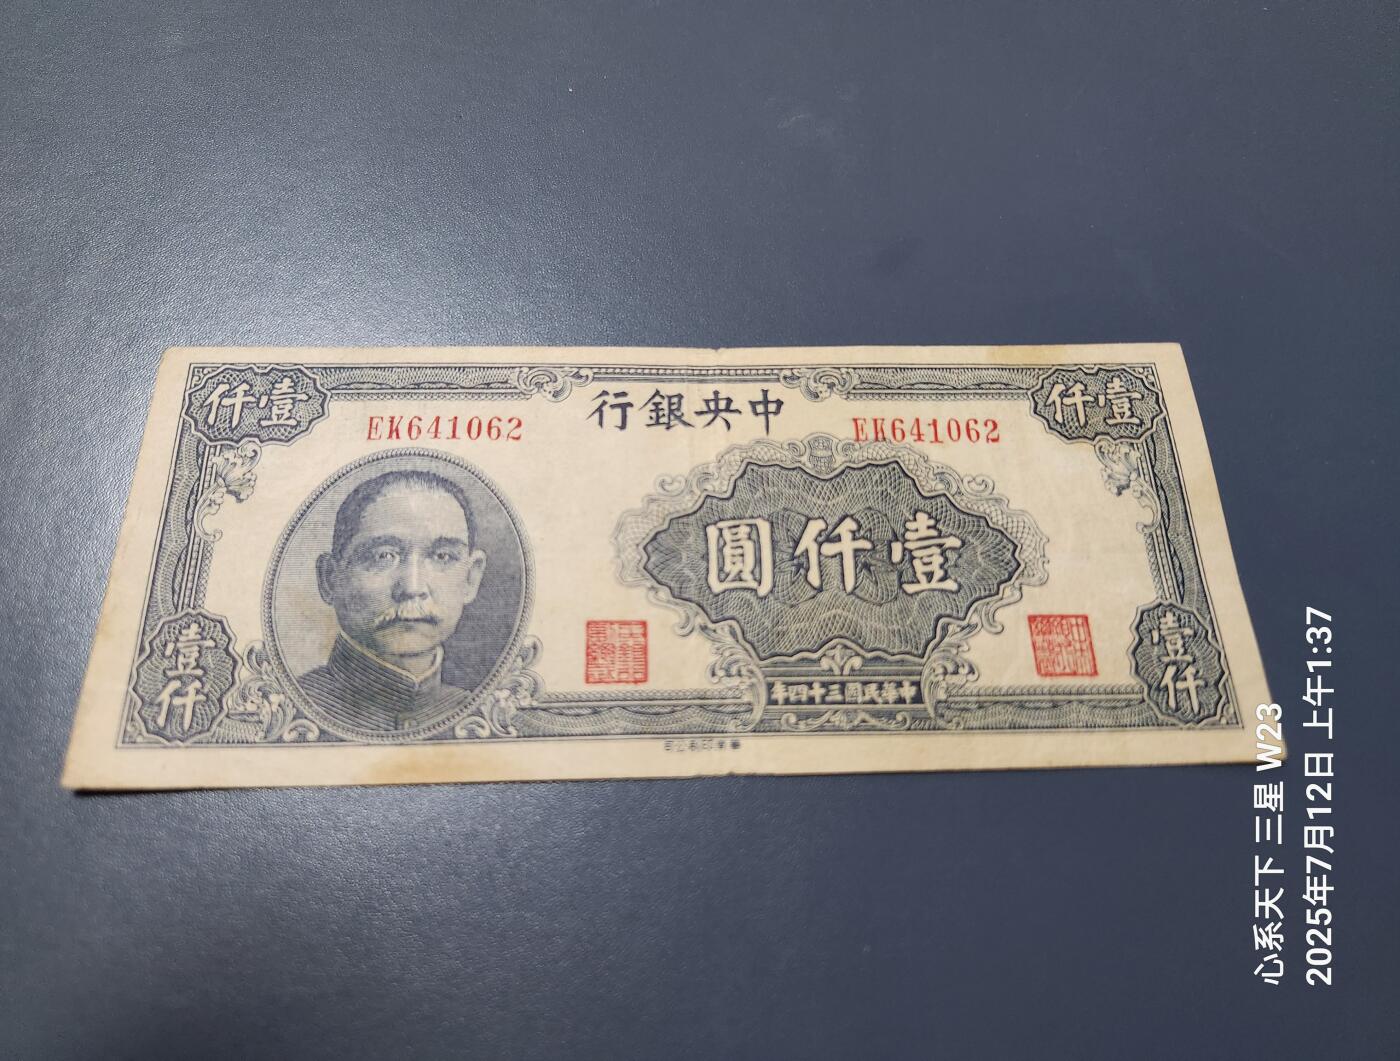 壹仟
EK641062
中央銀行
EK641062
壹仟
壹仟圓
壹仟
中華民國三十四年
壹仟
心系天下 三星 W23
2025年7月12日 上午1:37